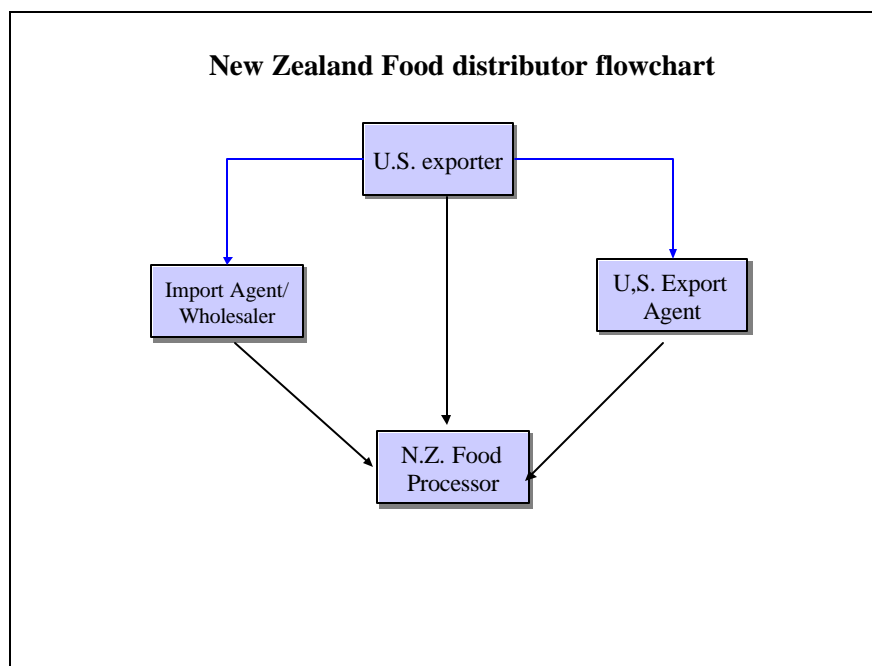 New Zealand Food distributor flowchart
U.S. exporter
Import Agent/
Wholesaler
U,S. Export
Agent
N.Z. Food
Processor